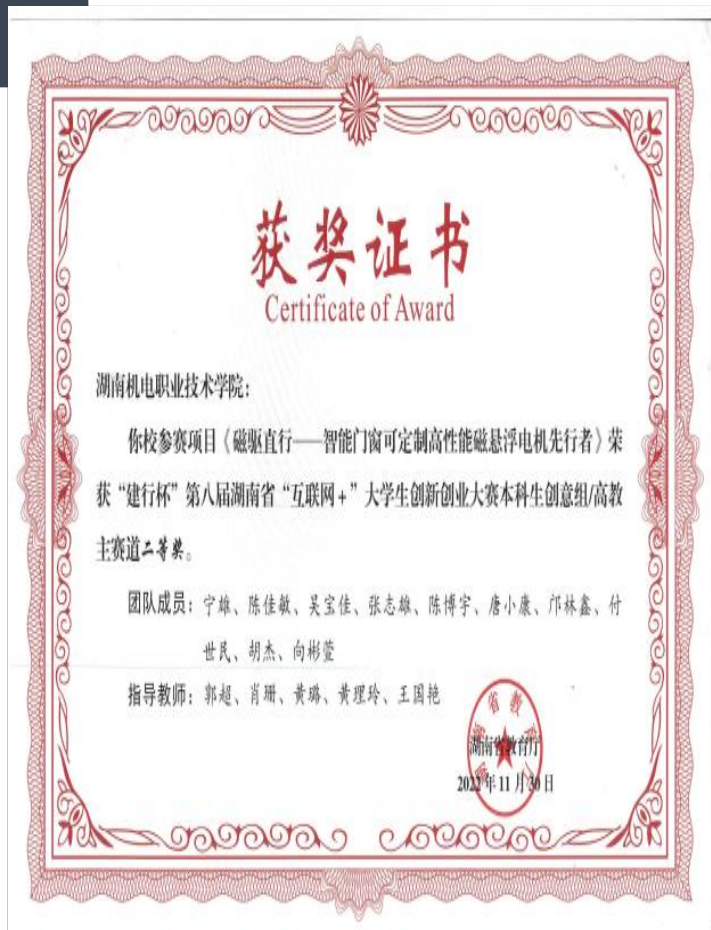 获奖证书
Certificate of Award
湖南机电职业技术学院：
你校参赛项目《磁驱直行——智能门窗可定制高性能磁悬浮电机先行者》荣
获“建行杯”第八届湖南省“互联网+”大学生创新创业大赛本科生创意组/高教
主赛道二等奖。
团队成员：宁雄、陈佳敏、吴宝佳、张志雄、陈博宇、唐小康、邝林鑫、付
世民、胡杰、向彬萱
指导教师：郭超、肖珊、黄璐、黄理玲、王国艳
湖南省教育厅
2022年11月30日